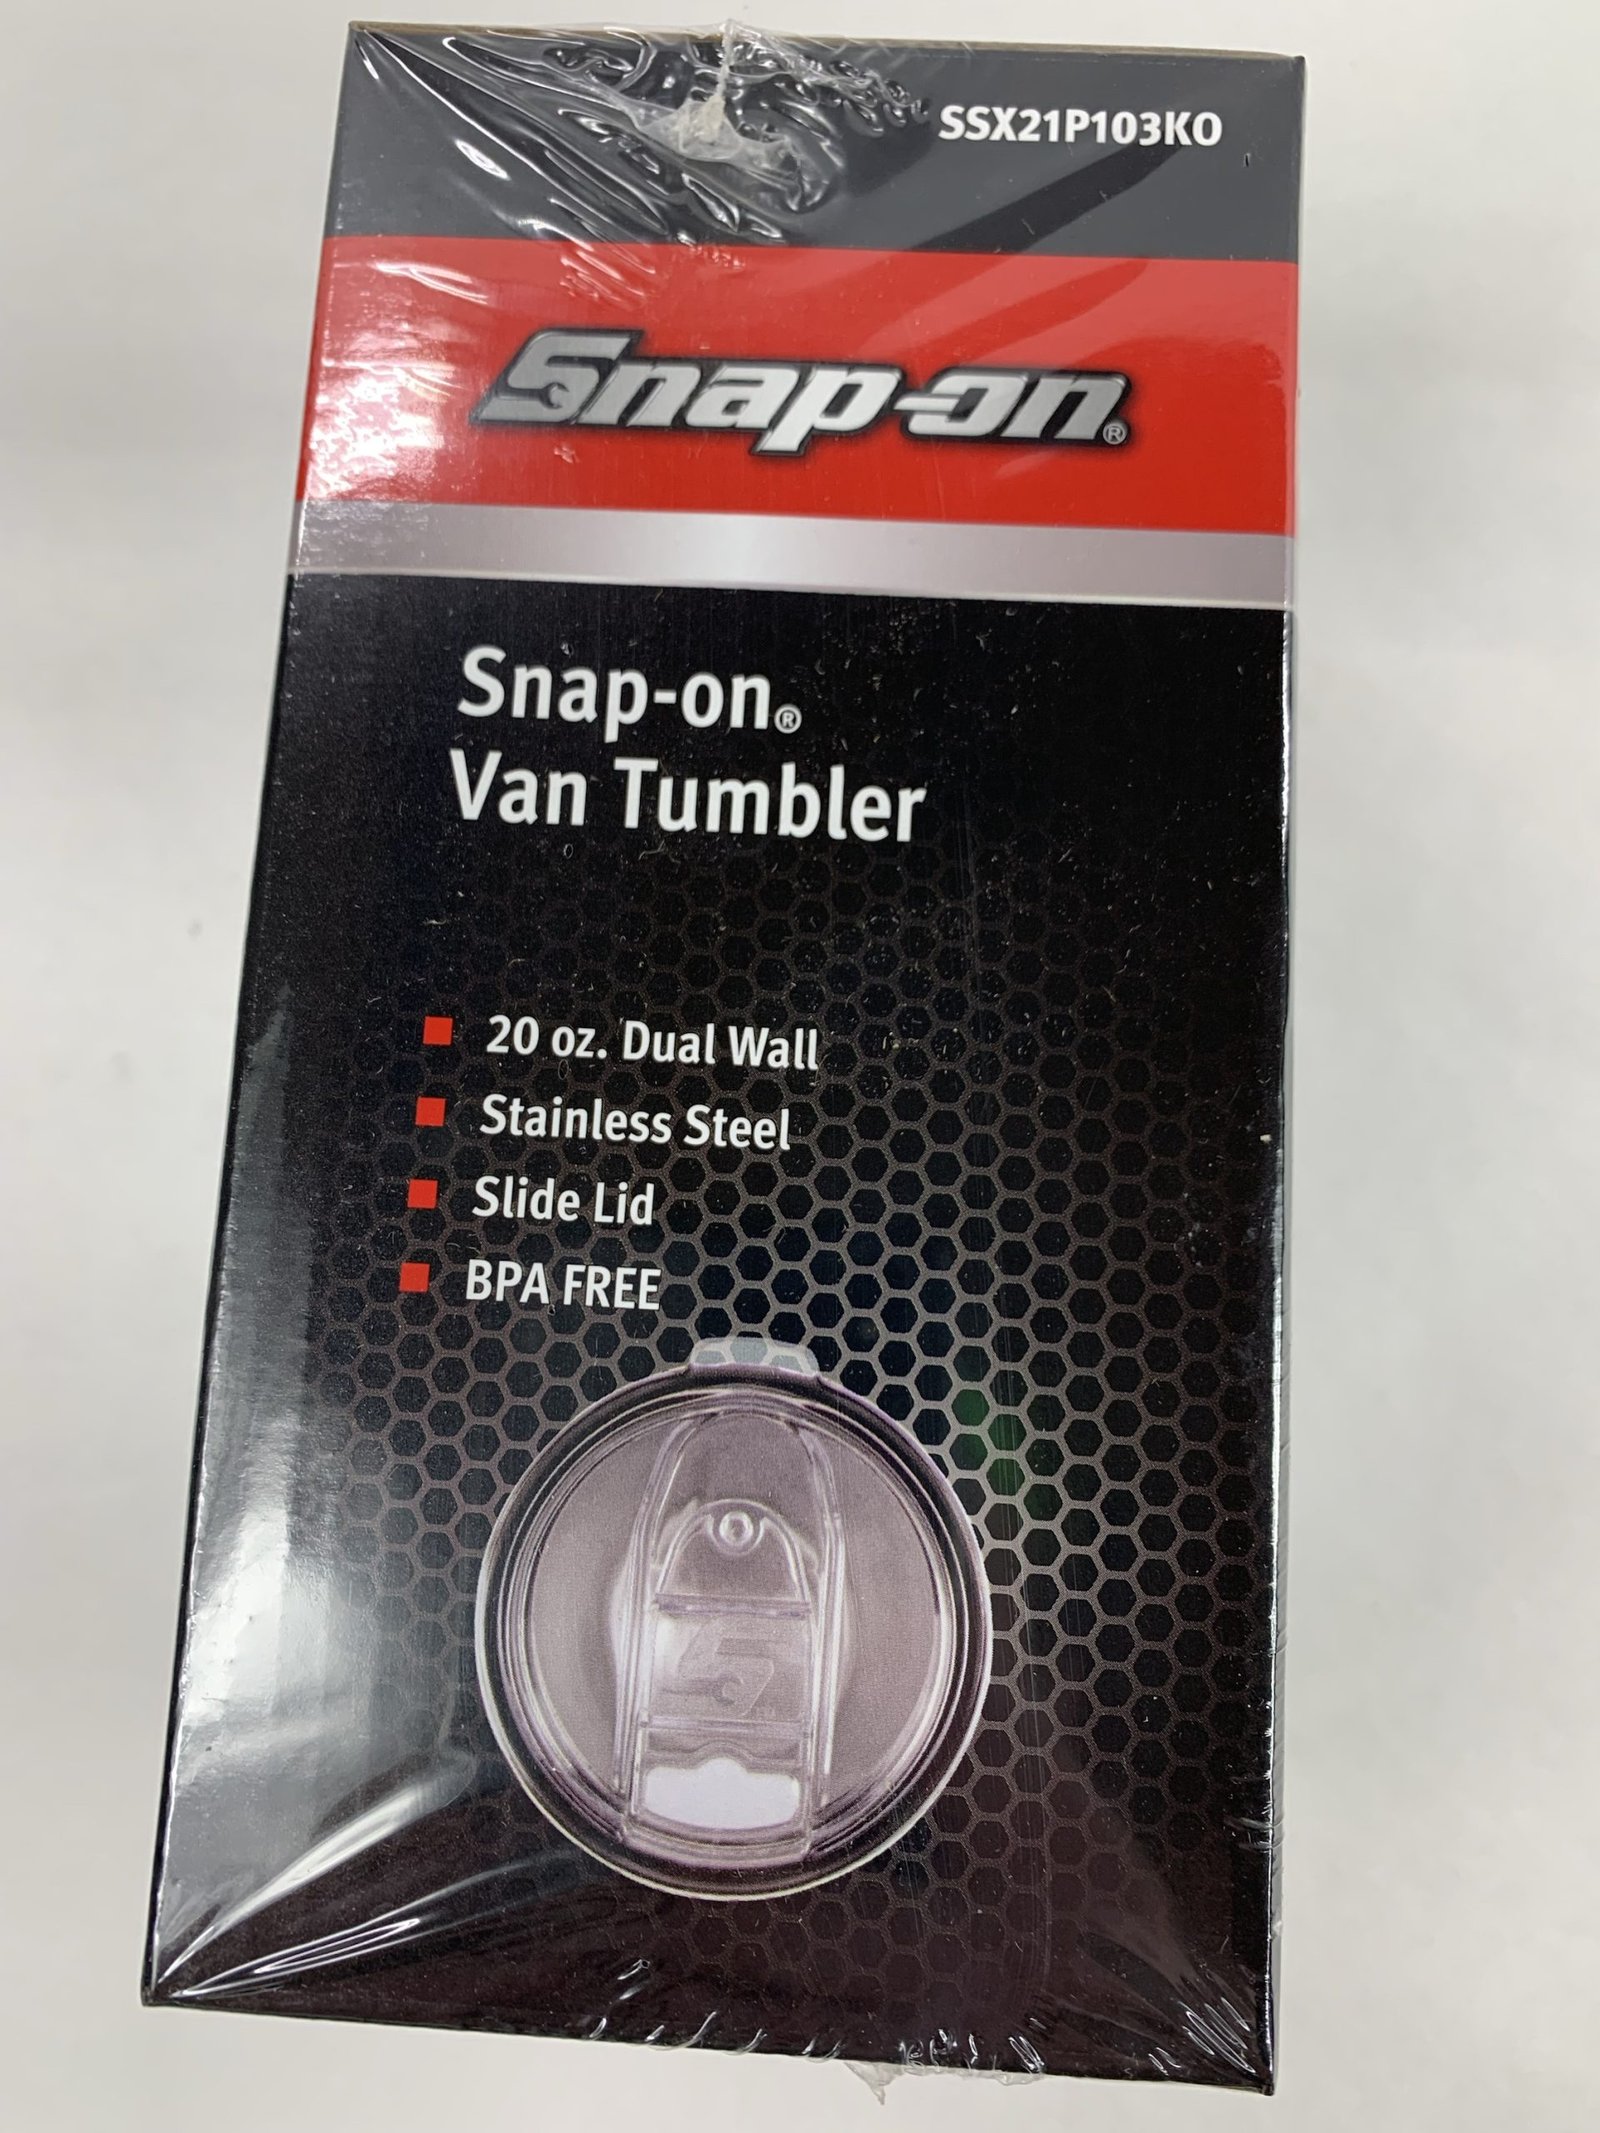 SSX21P103KO
Snap-on®
Snap-on®
Van Tumbler
20 oz. Dual Wall
Stainless Steel
Slide Lid
BPA FREE